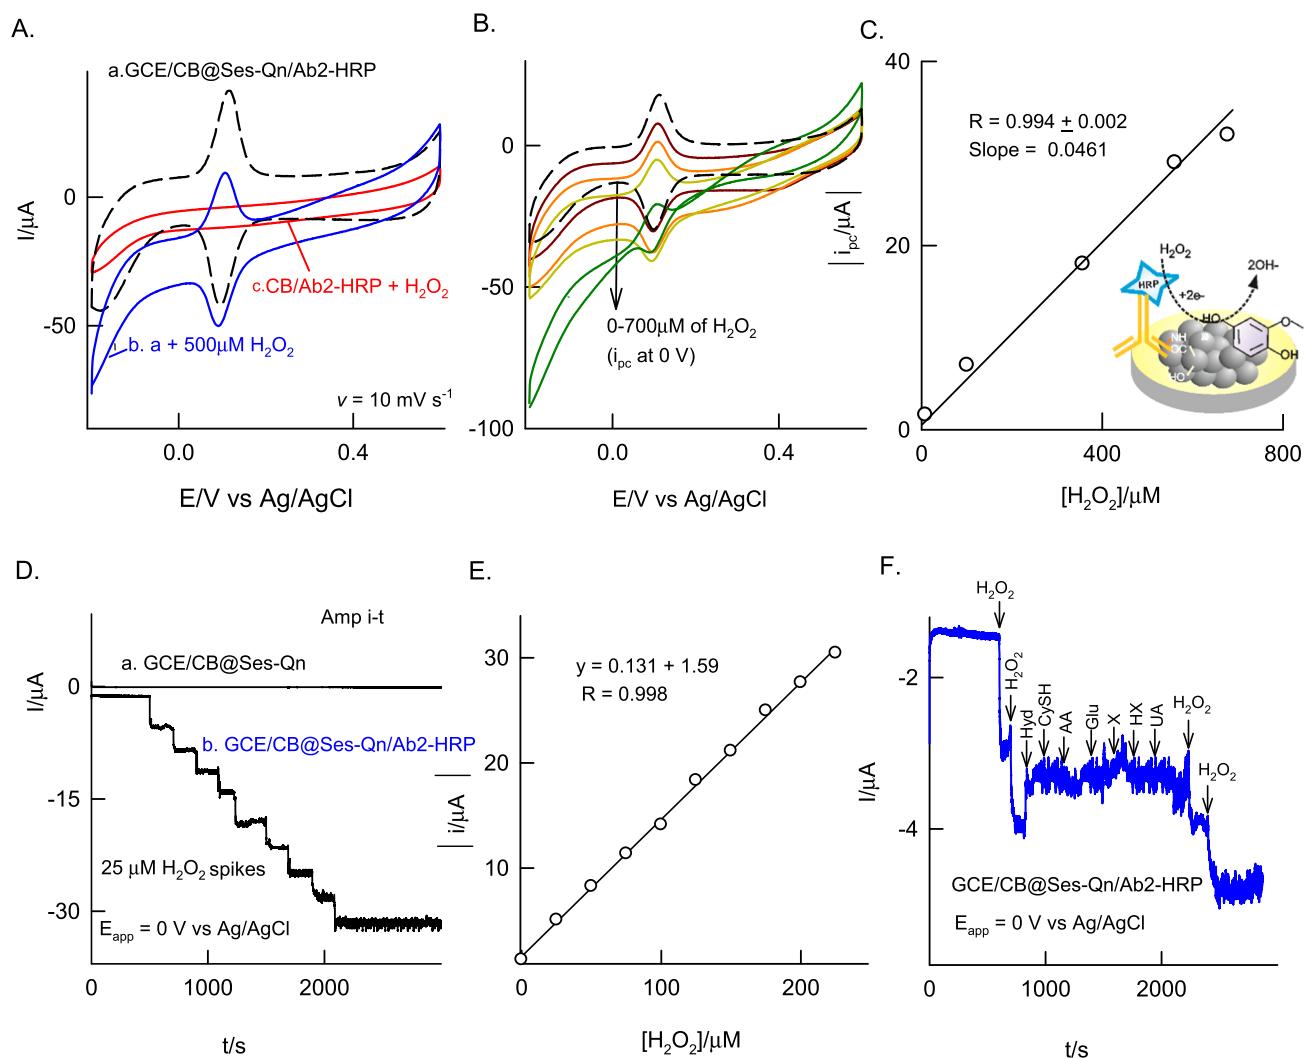 A.
a.GCE/CB@Ses-Qn/Ab2-HRP
0
-50
I/µA
c.CB/Ab2-HRP + H₂O₂
b. a + 500µM H₂O₂
v = 10 mV s⁻¹
0.0
0.4
E/V vs Ag/AgCl
B.
0
-50
-100
0-700µM of H₂O₂
(iₚc at 0 V)
0.0
0.4
E/V vs Ag/AgCl
C.
40
20
0
| iₚc/µA |
R = 0.994 ± 0.002
Slope = 0.0461
H₂O₂
2OH-
HRP
+2e-
HO
O
NH
OC
HO
OH
0
400
800
[H₂O₂]/µM
D.
Amp i-t
a. GCE/CB@Ses-Qn
0
-15
-30
I/µA
b. GCE/CB@Ses-Qn/Ab2-HRP
25 µM H₂O₂ spikes
Eapp = 0 V vs Ag/AgCl
0
1000
2000
t/s
E.
30
20
10
| i/µA |
y = 0.131 + 1.59
R = 0.998
0
100
200
[H₂O₂]/µM
F.
H₂O₂
H₂O₂
Hyd
CySH
AA
Glu
X
HX
UA
H₂O₂
H₂O₂
-2
-4
I/µA
GCE/CB@Ses-Qn/Ab2-HRP
Eapp = 0 V vs Ag/AgCl
0
1000
2000
t/s